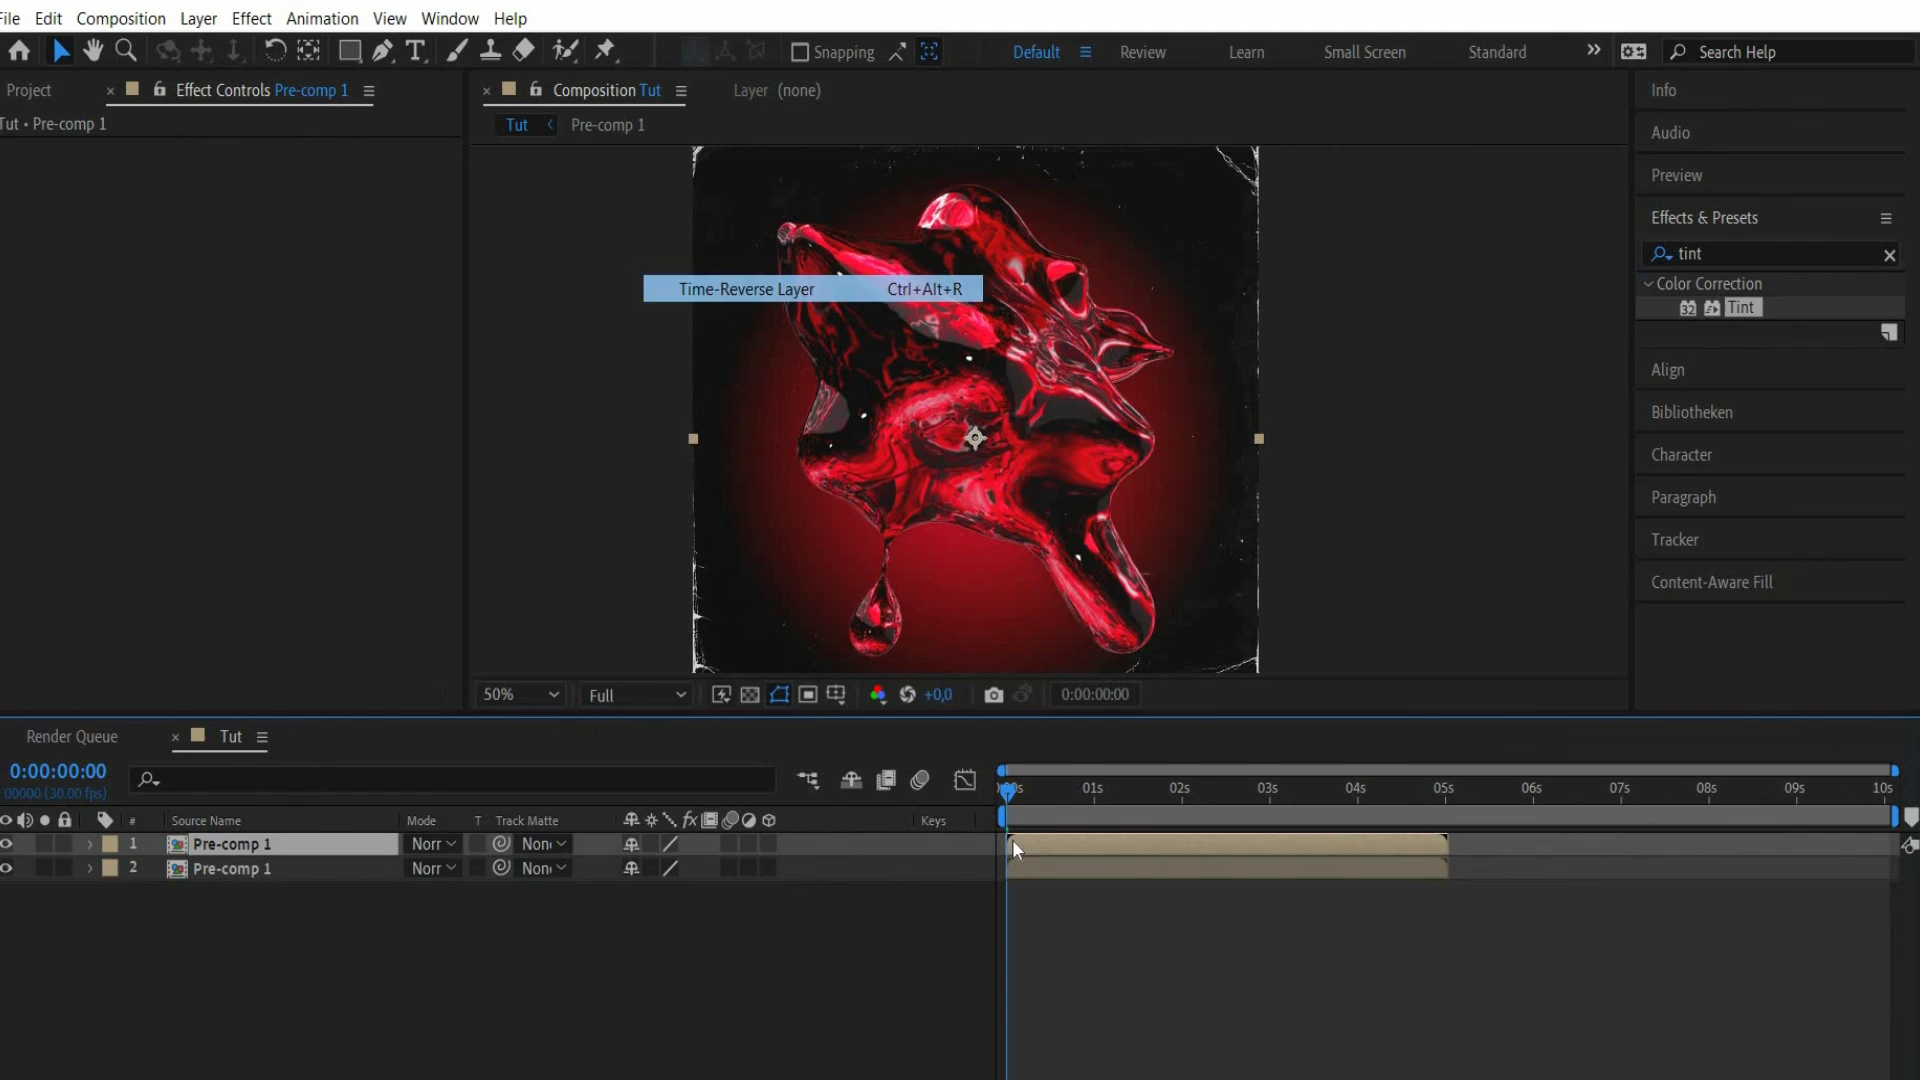 File Edit Composition Layer Effect Animation View Window Help
Snapping Default Review Learn Small Screen Standard Search Help
Project Effect Controls Pre-comp 1 Composition Tut Layer (none)
Tut • Pre-comp 1
Tut Pre-comp 1
Info
Audio
Preview
Effects & Presets
tint
Color Correction
32 Tint
Align
Bibliotheken
Character
Paragraph
Tracker
Content-Aware Fill
Time-Reverse Layer Ctrl+Alt+R
50% Full +0,0 0:00:00:00
Render Queue Tut
0:00:00:00
00000 (30.00 fps)
01s 02s 03s 04s 05s 06s 07s 08s 09s 10s
# Source Name Mode T Track Matte fx Keys
1 Pre-comp 1 Norr Non
2 Pre-comp 1 Norr Non